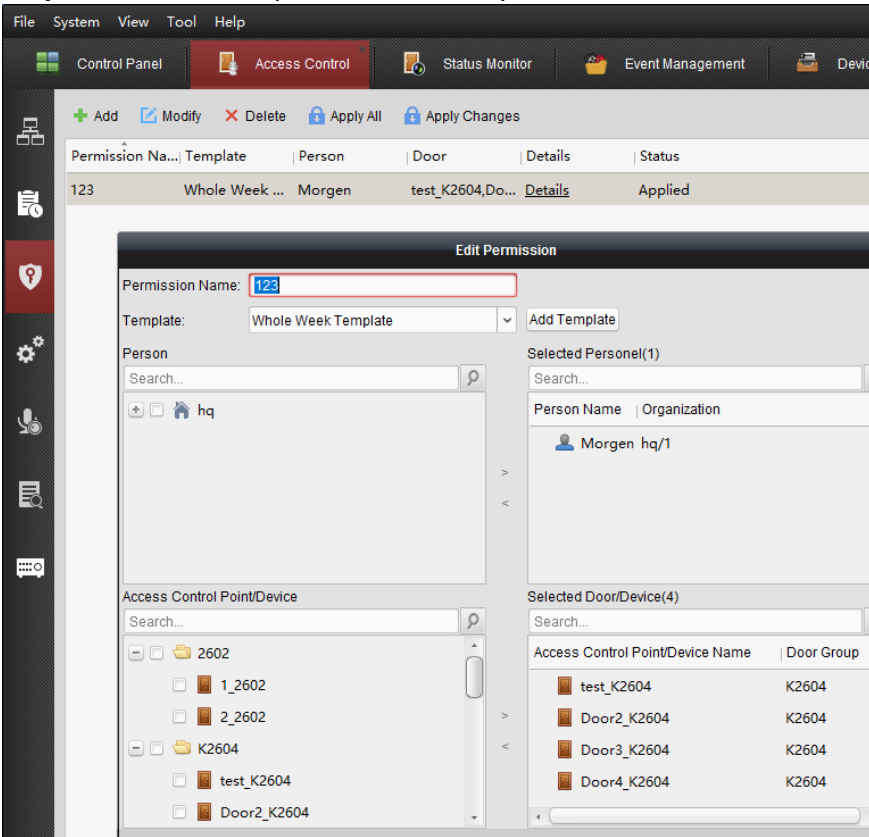 File System View Tool Help
Control Panel Access Control Status Monitor Event Management
Add Modify Delete Apply All Apply Changes
Permission Na... Template Person Door Details Status
123 Whole Week ... Morgen test_K2604,Do... Details Applied
Edit Permission
Permission Name: 123
Template: Whole Week Template Add Template
Person Selected Personel(1)
Search... Search...
hq Person Name Organization
Morgen hq/1
>
<
Access Control Point/Device Selected Door/Device(4)
Search... Search...
2602 Access Control Point/Device Name Door Group
1_2602 test_K2604 K2604
2_2602 > Door2_K2604 K2604
K2604 < Door3_K2604 K2604
test_K2604 Door4_K2604 K2604
Door2_K2604